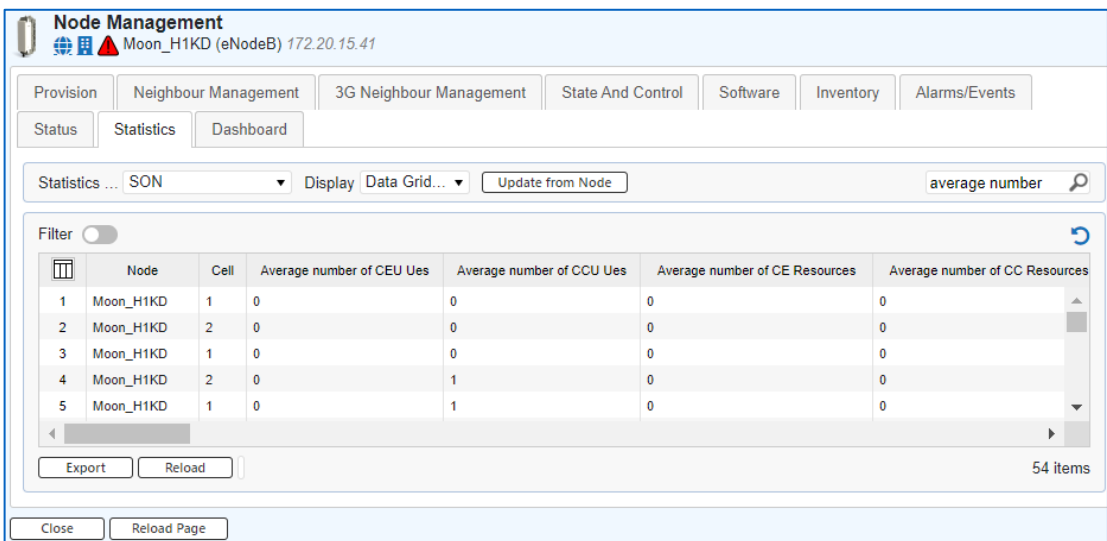 Node Management
Moon_H1KD (eNodeB) 172.20.15.41
Provision Neighbour Management 3G Neighbour Management State And Control Software Inventory Alarms/Events
Status Statistics Dashboard
Statistics ... SON Display Data Grid... Update from Node average number
Filter
Node Cell Average number of CEU Ues Average number of CCU Ues Average number of CE Resources Average number of CC Resources
1 Moon_H1KD 1 0 0 0 0
2 Moon_H1KD 2 0 0 0 0
3 Moon_H1KD 1 0 0 0 0
4 Moon_H1KD 2 0 1 0 0
5 Moon_H1KD 1 0 1 0 0
Export Reload 54 items
Close Reload Page